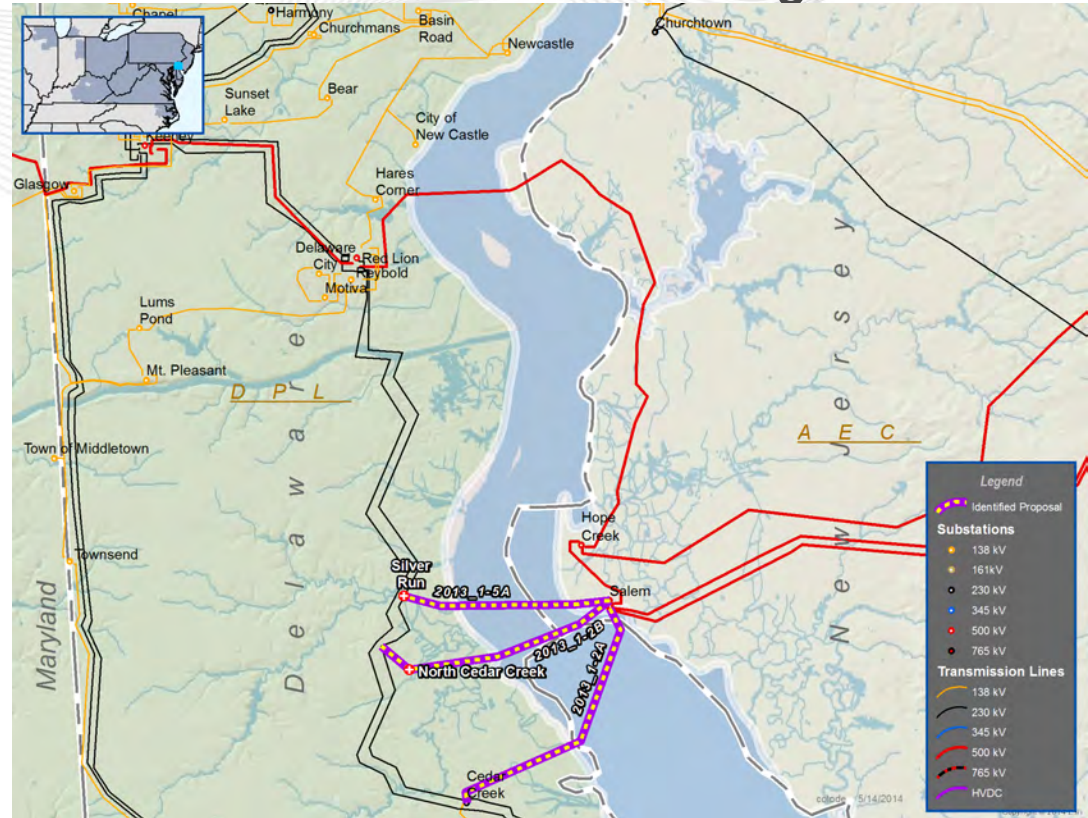 Chapel
Harmony
Churchmans
Basin
Road
Newcastle
Churchtown
Sunset
Lake
Bear
City of
New Castle
Keeney
Glasgow
Hares
Corner
Delaware
City
Red Lion
Reybold
Motiva
Lums
Pond
Mt. Pleasant
D P L
A E C
Town of Middletown
Townsend
Maryland
Delaware
New Jersey
Hope
Creek
Salem
Silver
Run
2013_1-5A
2013_1-2B
2013_1-2A
North Cedar Creek
Cedar
Creek
Legend
Identified Proposal
Substations
138 kV
161kV
230 kV
345 kV
500 kV
765 kV
Transmission Lines
138 kV
230 kV
345 kV
500 kV
765 kV
HVDC
5/14/2014